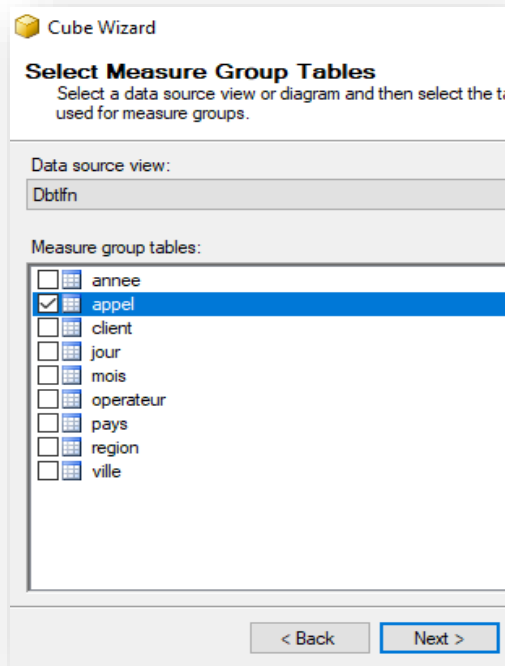 Cube Wizard
Select Measure Group Tables
Select a data source view or diagram and then select the
used for measure groups.
Data source view:
Dbtlfn
Measure group tables:
annee
appel
client
jour
mois
operateur
pays
region
ville
< Back
Next >